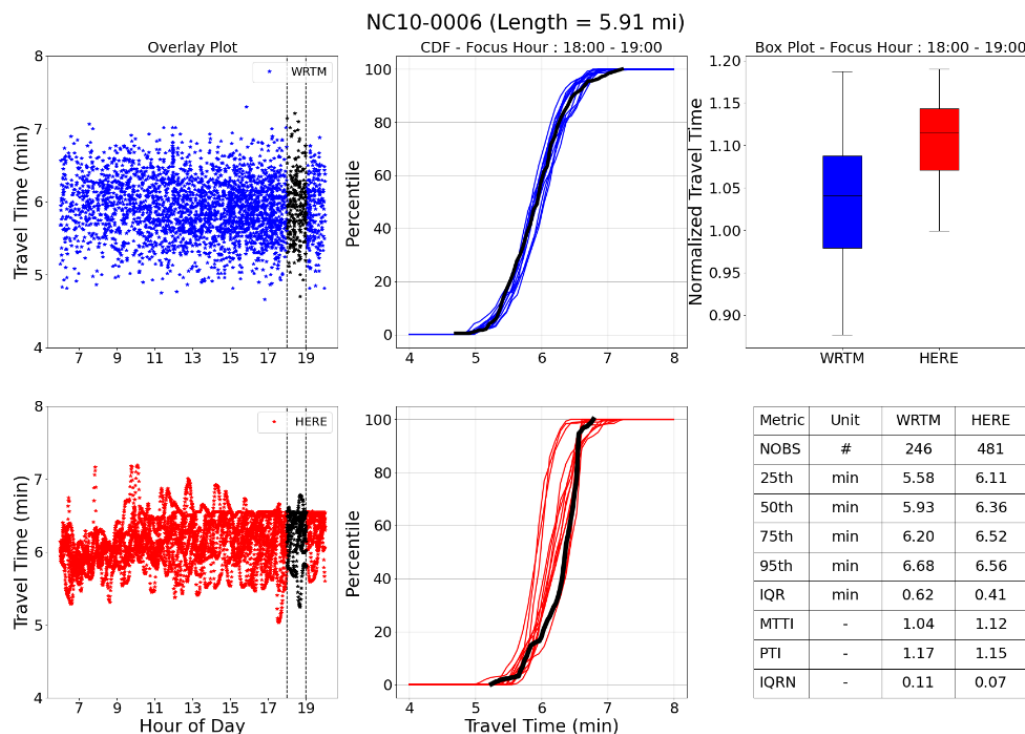 NC10-0006 (Length = 5.91 mi)
Overlay Plot
WRTM
Travel Time (min)
8
7
6
5
4
7 9 11 13 15 17 19
CDF - Focus Hour : 18:00 - 19:00
Percentile
100
80
60
40
20
0
4 5 6 7 8
Box Plot - Focus Hour : 18:00 - 19:00
Normalized Travel Time
1.20
1.15
1.10
1.05
1.00
0.95
0.90
WRTM HERE
HERE
Travel Time (min)
8
7
6
5
4
7 9 11 13 15 17 19
Hour of Day
Percentile
100
80
60
40
20
0
4 5 6 7 8
Travel Time (min)
Metric Unit WRTM HERE
NOBS # 246 481
25th min 5.58 6.11
50th min 5.93 6.36
75th min 6.20 6.52
95th min 6.68 6.56
IQR min 0.62 0.41
MTTI - 1.04 1.12
PTI - 1.17 1.15
IQRN - 0.11 0.07